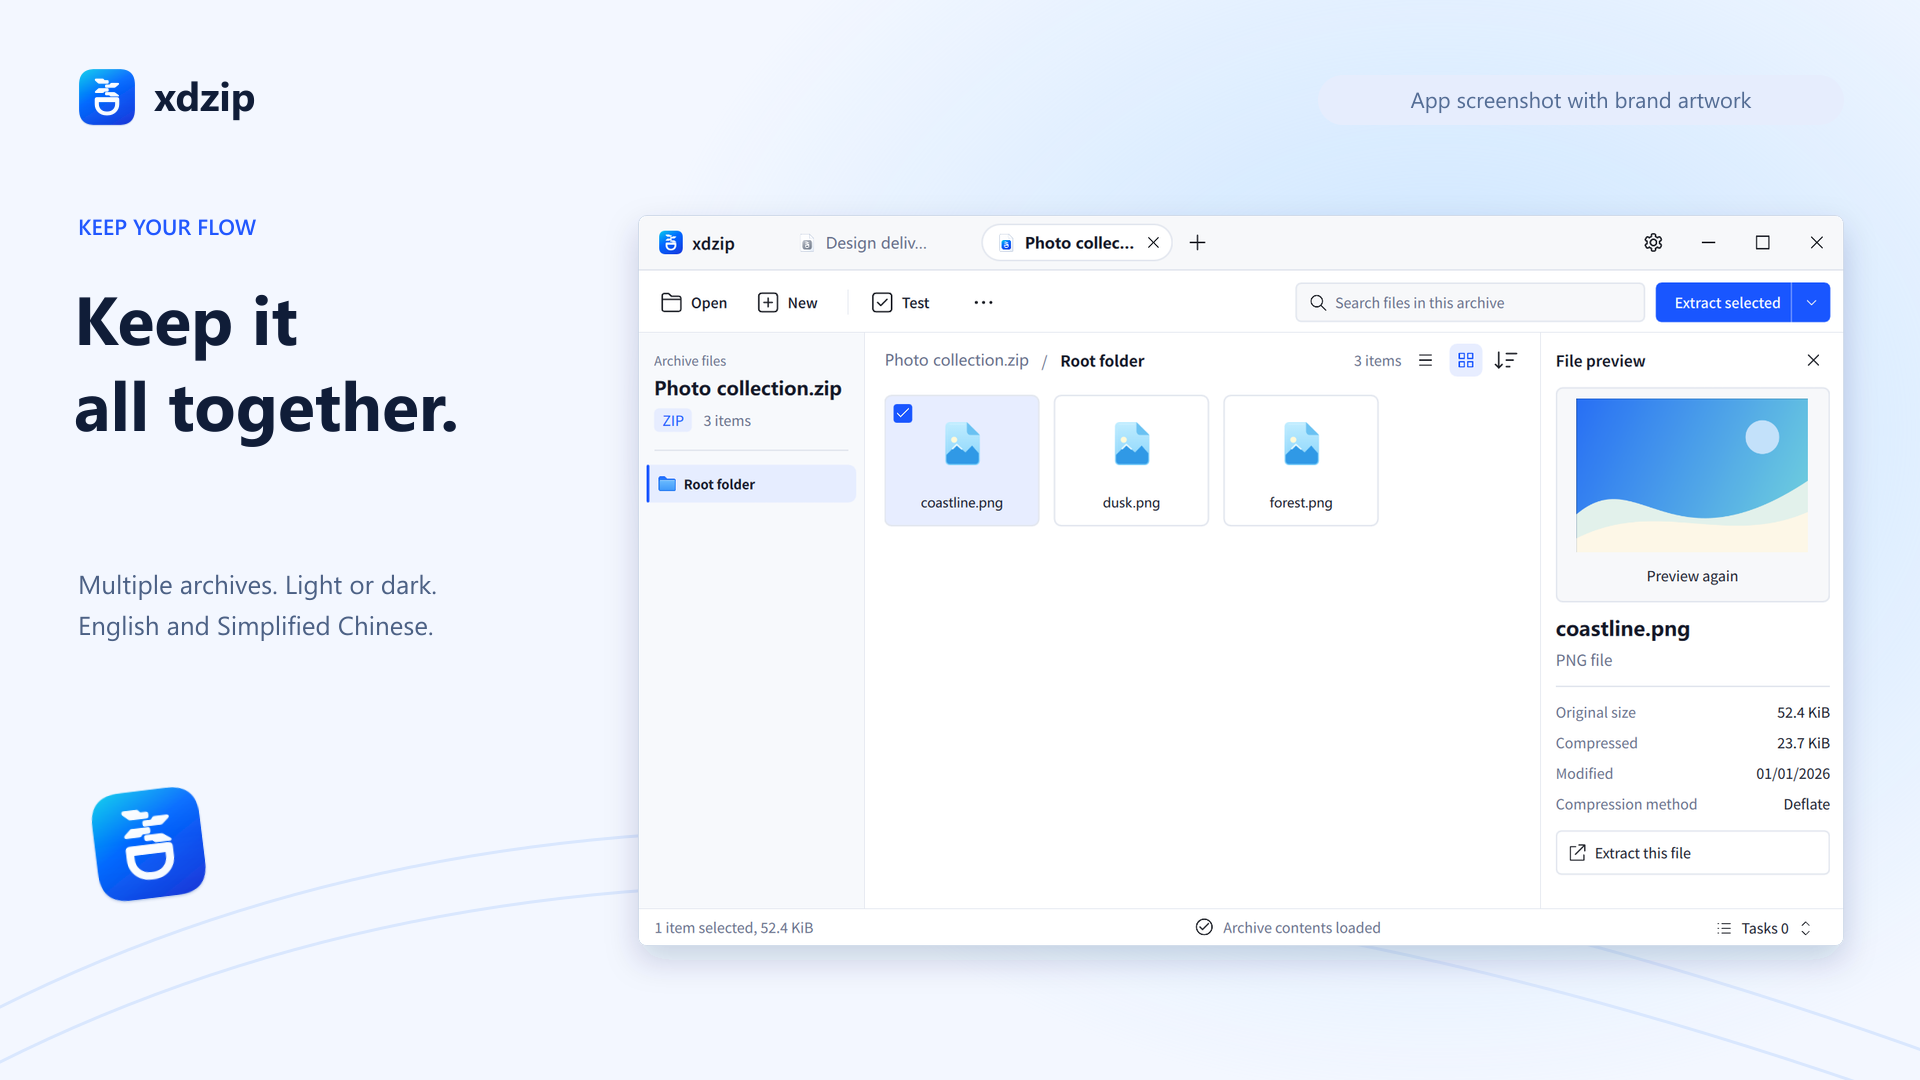 xdzip
App screenshot with brand artwork
KEEP YOUR FLOW
Keep it
all together.
Multiple archives. Light or dark.
English and Simplified Chinese.
xdzip
Design deliv...
Photo collec...
Open
New
Test
Search files in this archive
Extract selected
Archive files
Photo collection.zip
ZIP
3 items
Root folder
Photo collection.zip / Root folder
3 items
coastline.png
dusk.png
forest.png
File preview
Preview again
coastline.png
PNG file
Original size 52.4 KiB
Compressed 23.7 KiB
Modified 01/01/2026
Compression method Deflate
Extract this file
1 item selected, 52.4 KiB
Archive contents loaded
Tasks 0